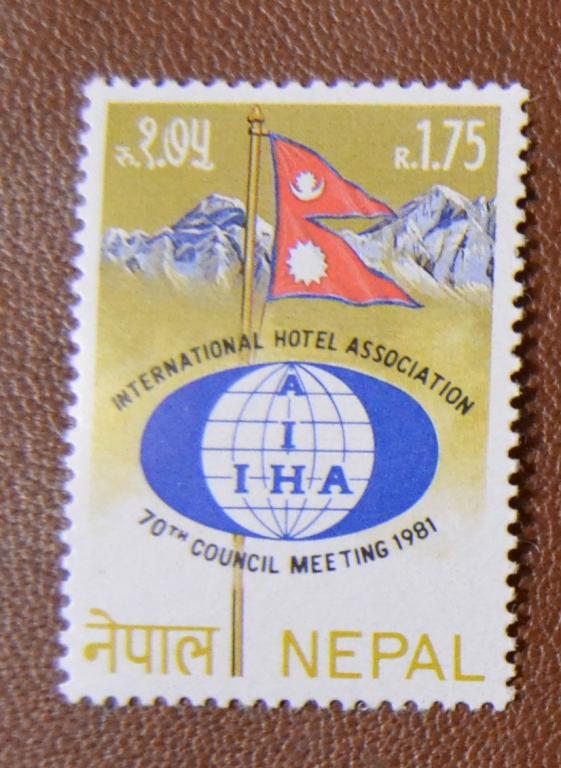 रु.१.७५ R.1.75
INTERNATIONAL HOTEL ASSOCIATION
A
I
IHA
70TH COUNCIL MEETING 1981
नेपाल NEPAL